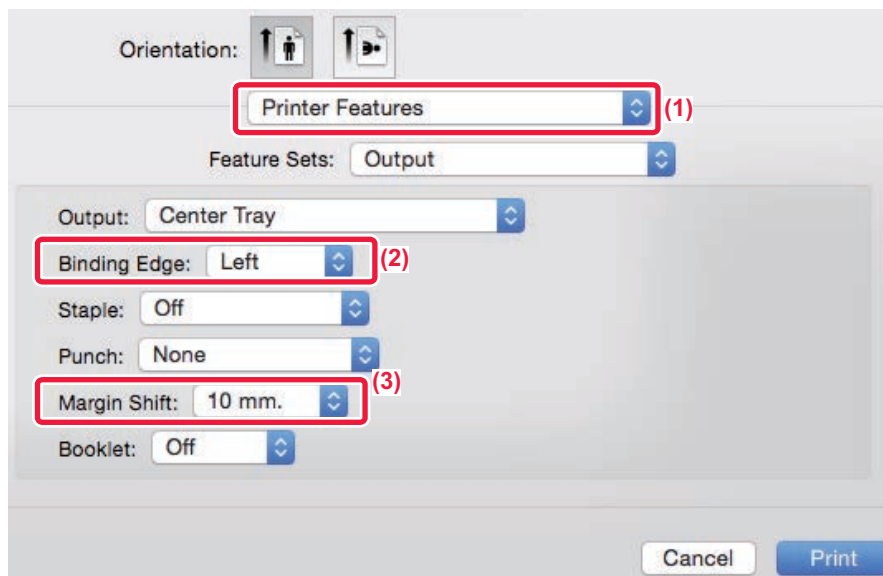 Orientation:
Printer Features (1)
Feature Sets: Output
Output: Center Tray
Binding Edge: Left (2)
Staple: Off
Punch: None
(3)
Margin Shift: 10 mm.
Booklet: Off
Cancel Print